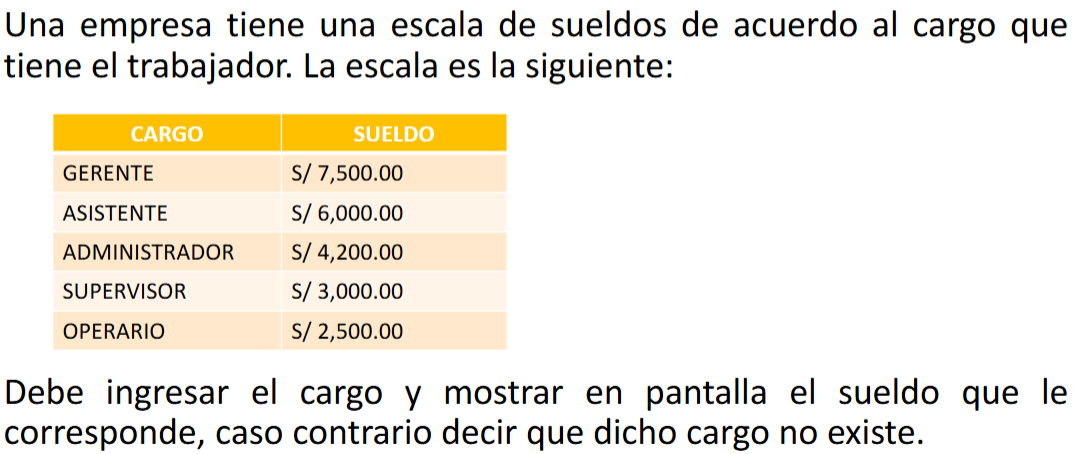 Una empresa tiene una escala de sueldos de acuerdo al cargo que
tiene el trabajador. La escala es la siguiente:
CARGO SUELDO
GERENTE S/ 7,500.00
ASISTENTE S/ 6,000.00
ADMINISTRADOR S/ 4,200.00
SUPERVISOR S/ 3,000.00
OPERARIO S/ 2,500.00
Debe ingresar el cargo y mostrar en pantalla el sueldo que le
corresponde, caso contrario decir que dicho cargo no existe.